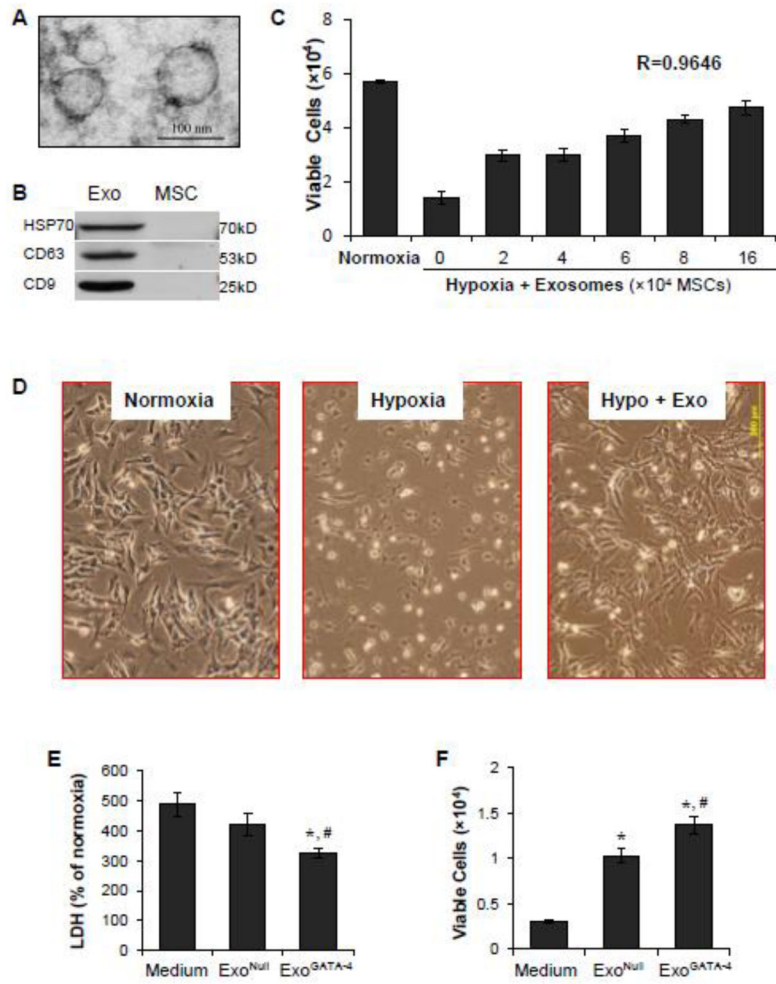 A
100 nm
B
Exo MSC
HSP70 70kD
CD63 53kD
CD9 25kD
C
Viable Cells (×10⁴)
8
6
4
2
0
R=0.9646
Normoxia 0 2 4 6 8 16
Hypoxia + Exosomes (×10⁴ MSCs)
D
Normoxia Hypoxia Hypo + Exo
E
LDH (% of normoxia)
600
500
400
300
200
100
0
*, #
Medium Exo^Null Exo^GATA-4
F
Viable Cells (×10⁴)
2
1.5
1
0.5
0
*
*, #
Medium Exo^Null Exo^GATA-4